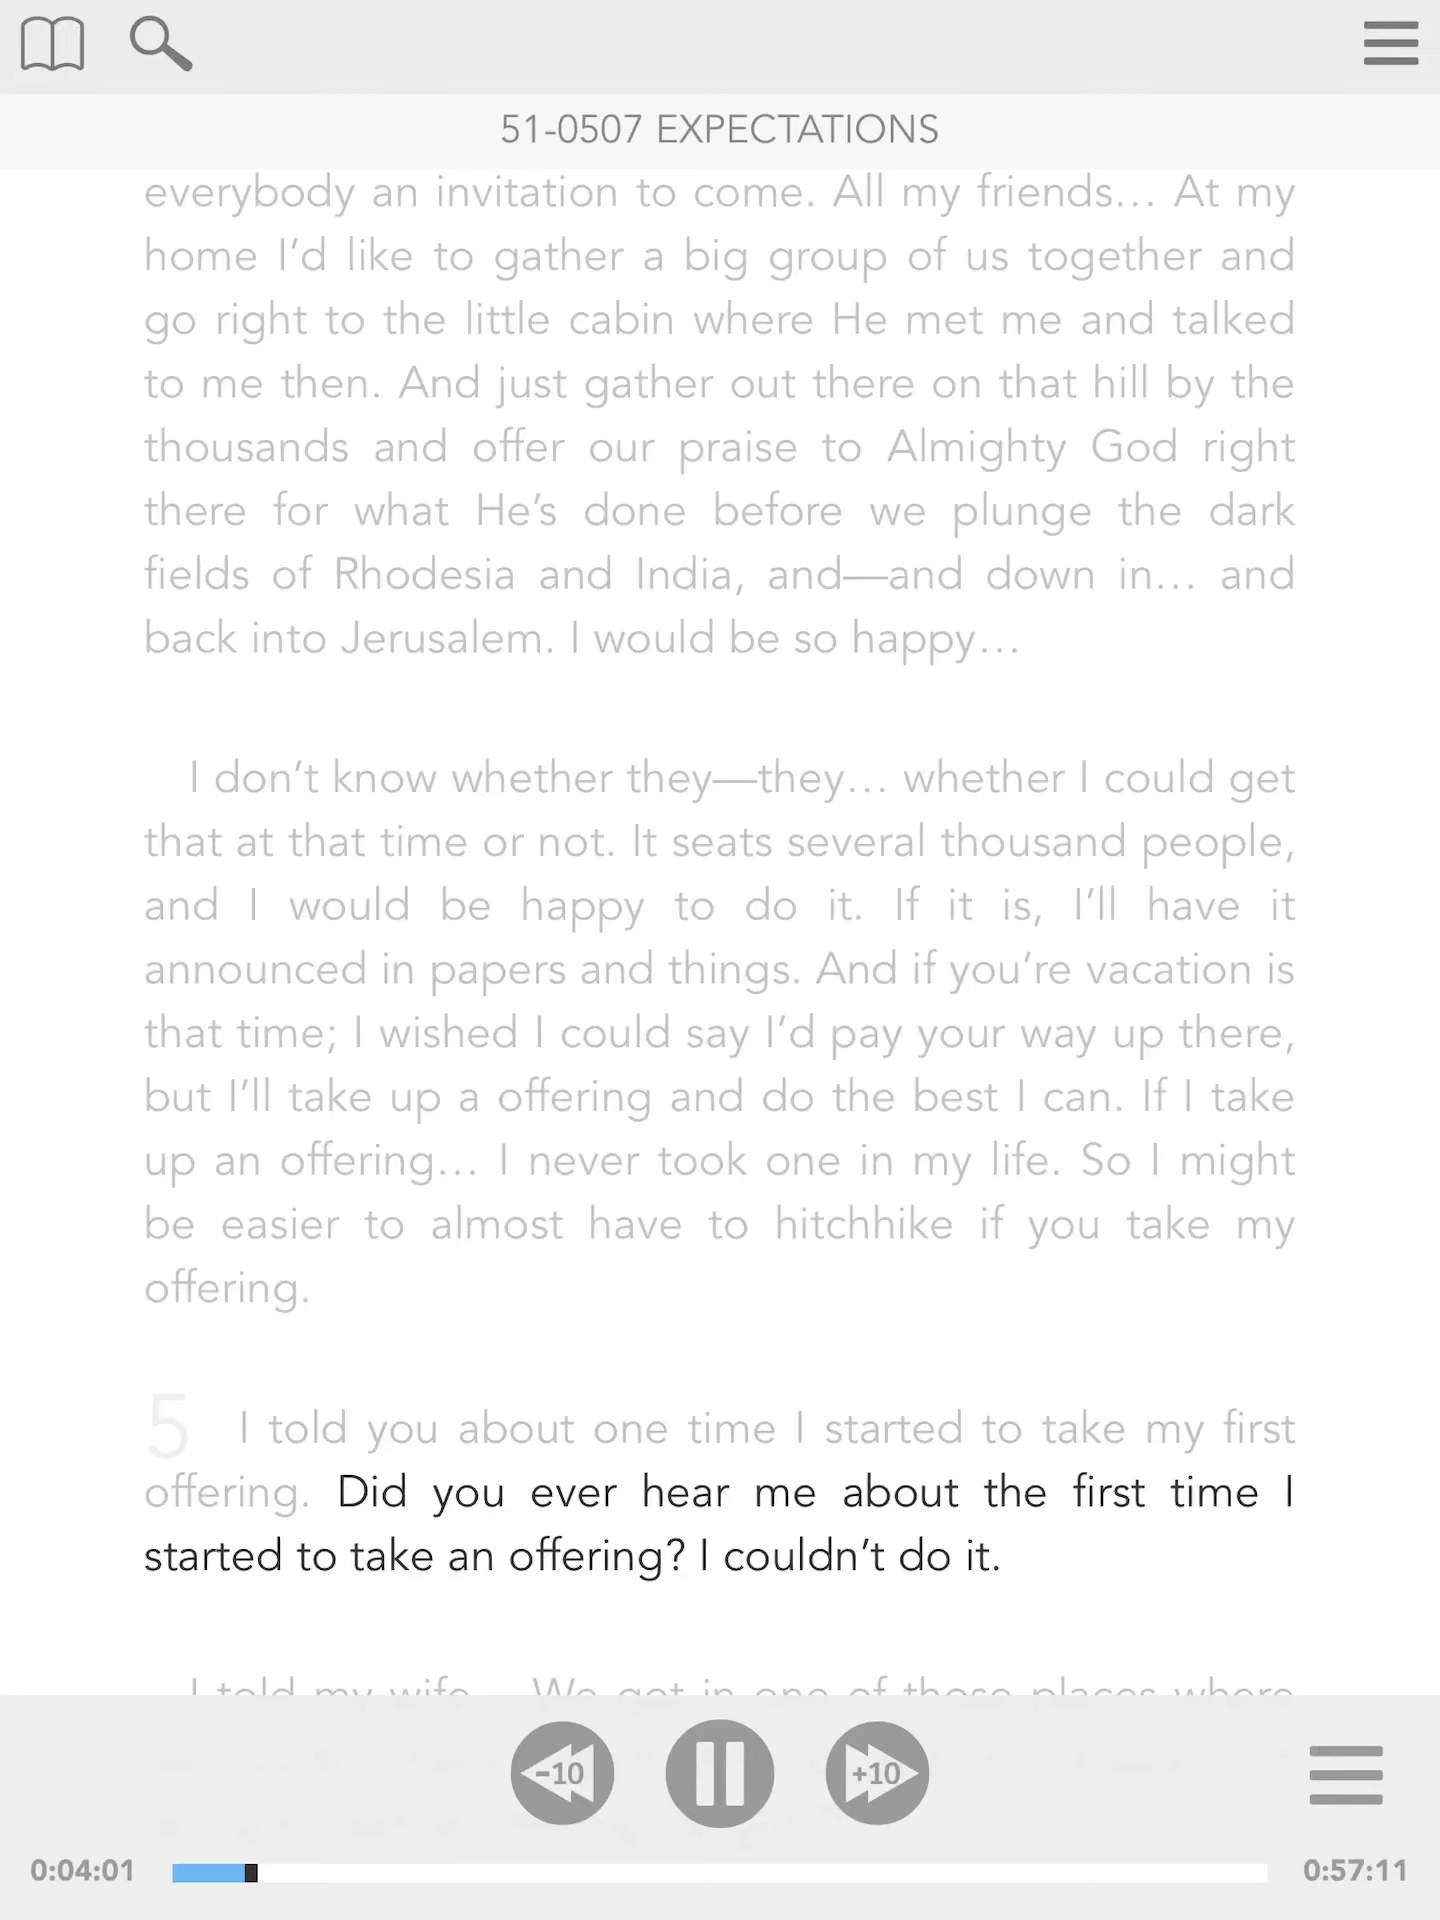 51-0507 EXPECTATIONS
everybody an invitation to come. All my friends… At my
home I’d like to gather a big group of us together and
go right to the little cabin where He met me and talked
to me then. And just gather out there on that hill by the
thousands and offer our praise to Almighty God right
there for what He’s done before we plunge the dark
fields of Rhodesia and India, and—and down in… and
back into Jerusalem. I would be so happy…
I don’t know whether they—they… whether I could get
that at that time or not. It seats several thousand people,
and I would be happy to do it. If it is, I’ll have it
announced in papers and things. And if you’re vacation is
that time; I wished I could say I’d pay your way up there,
but I’ll take up a offering and do the best I can. If I take
up an offering… I never took one in my life. So I might
be easier to almost have to hitchhike if you take my
offering.
5 I told you about one time I started to take my first
offering. Did you ever hear me about the first time I
started to take an offering? I couldn’t do it.
I told my wife… We got in one of those places where
-10 +10
0:04:01 0:57:11